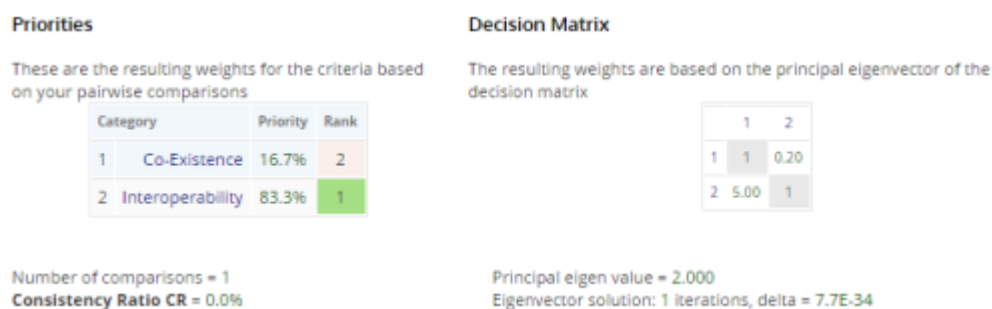 Priorities
These are the resulting weights for the criteria based
on your pairwise comparisons
Category Priority Rank
1 Co-Existence 16.7% 2
2 Interoperability 83.3% 1
Number of comparisons = 1
Consistency Ratio CR = 0.0%
Decision Matrix
The resulting weights are based on the principal eigenvector of the
decision matrix
1 2
1 1 0.20
2 5.00 1
Principal eigen value = 2.000
Eigenvector solution: 1 iterations, delta = 7.7E-34